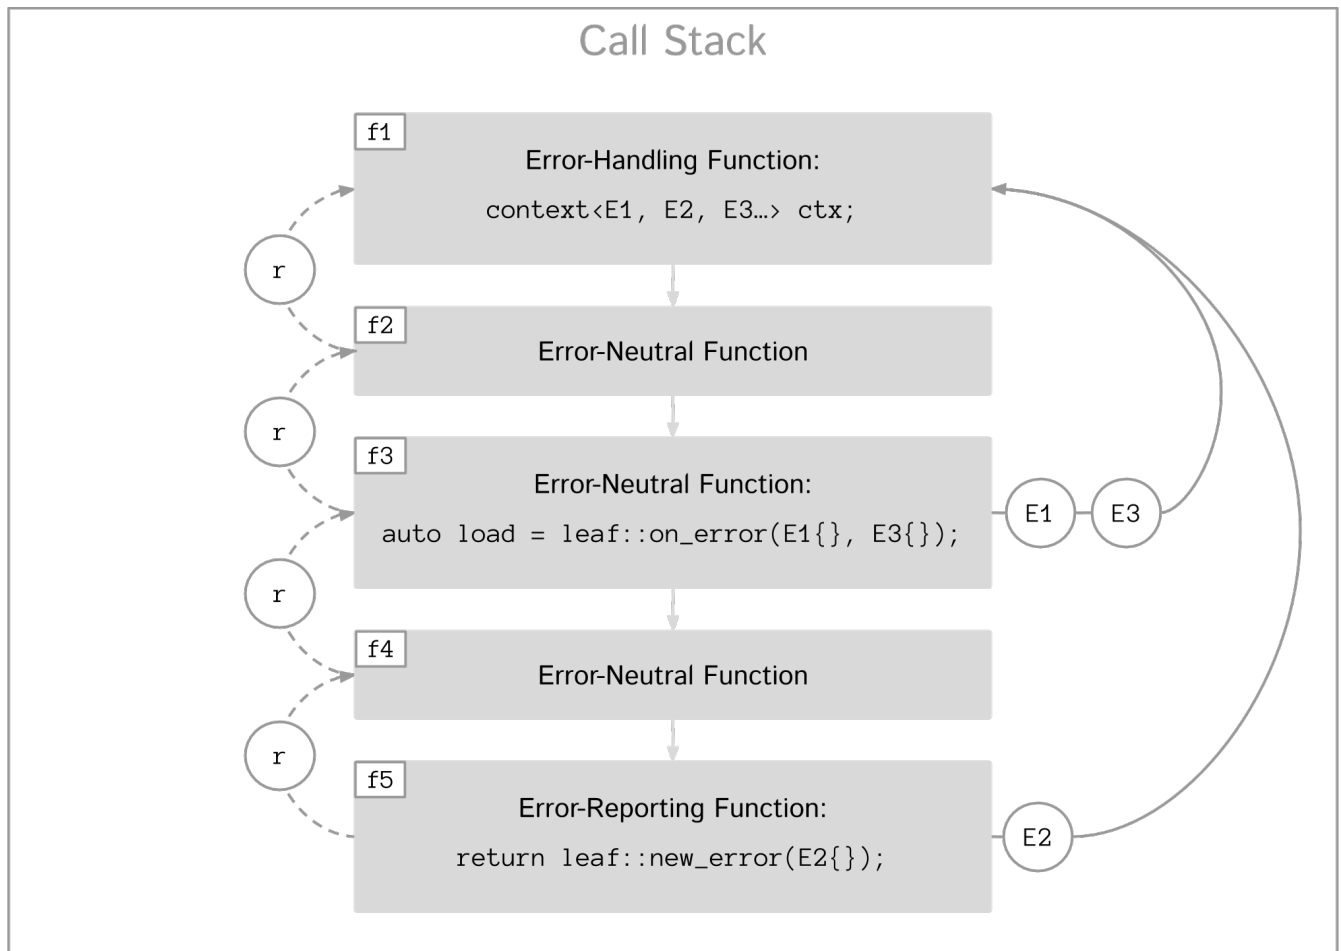 Call Stack
f1
Error-Handling Function:
context<E1, E2, E3…> ctx;
r
f2
Error-Neutral Function
r
f3
Error-Neutral Function:
auto load = leaf::on_error(E1{}, E3{});
E1
E3
r
f4
Error-Neutral Function
r
f5
Error-Reporting Function:
return leaf::new_error(E2{});
E2